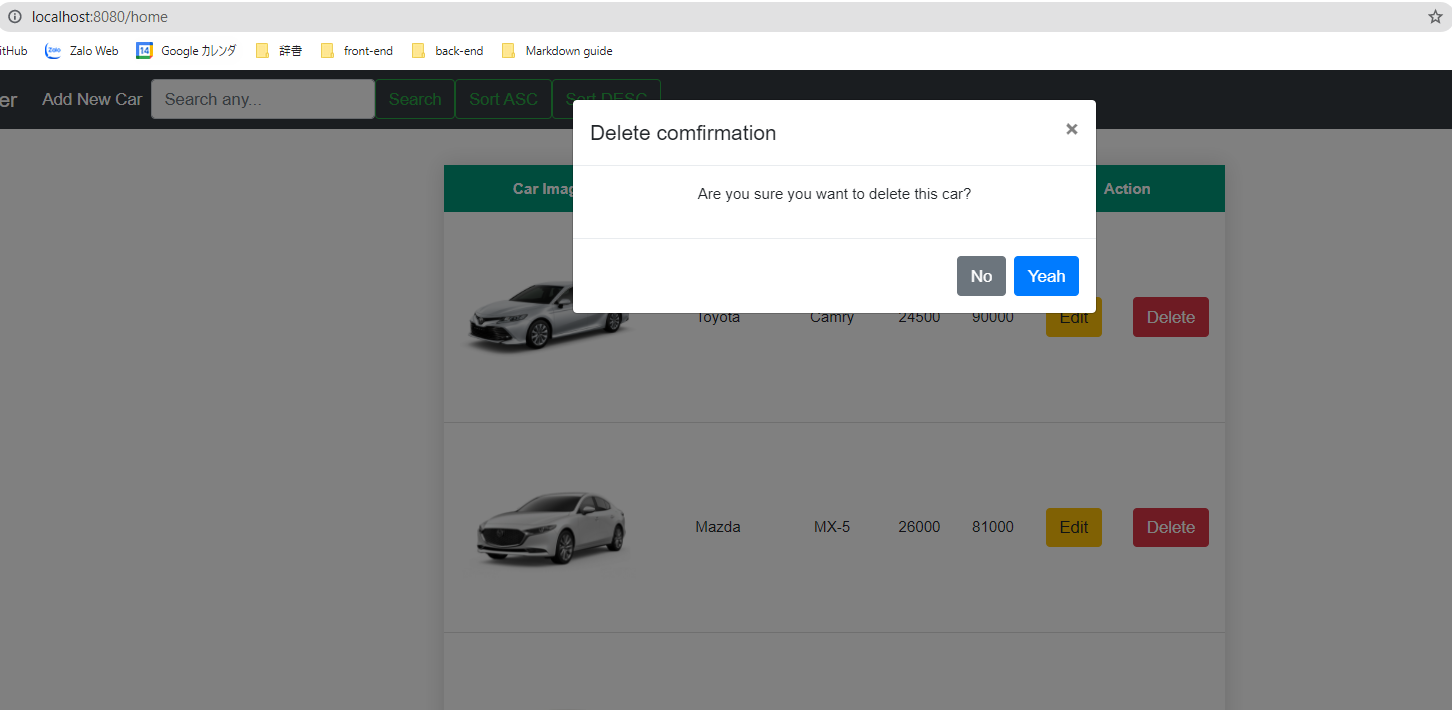 localhost:8080/home
itHub Zalo Zalo Web 14 Google カレンダ 辞書 front-end back-end Markdown guide
er Add New Car Search any... Search Sort ASC Sort DESC
Delete comfirmation ×
Car Imag Action
Are you sure you want to delete this car?
No Yeah
Toyota Camry 24500 90000 Edit Delete
Mazda MX-5 26000 81000 Edit Delete